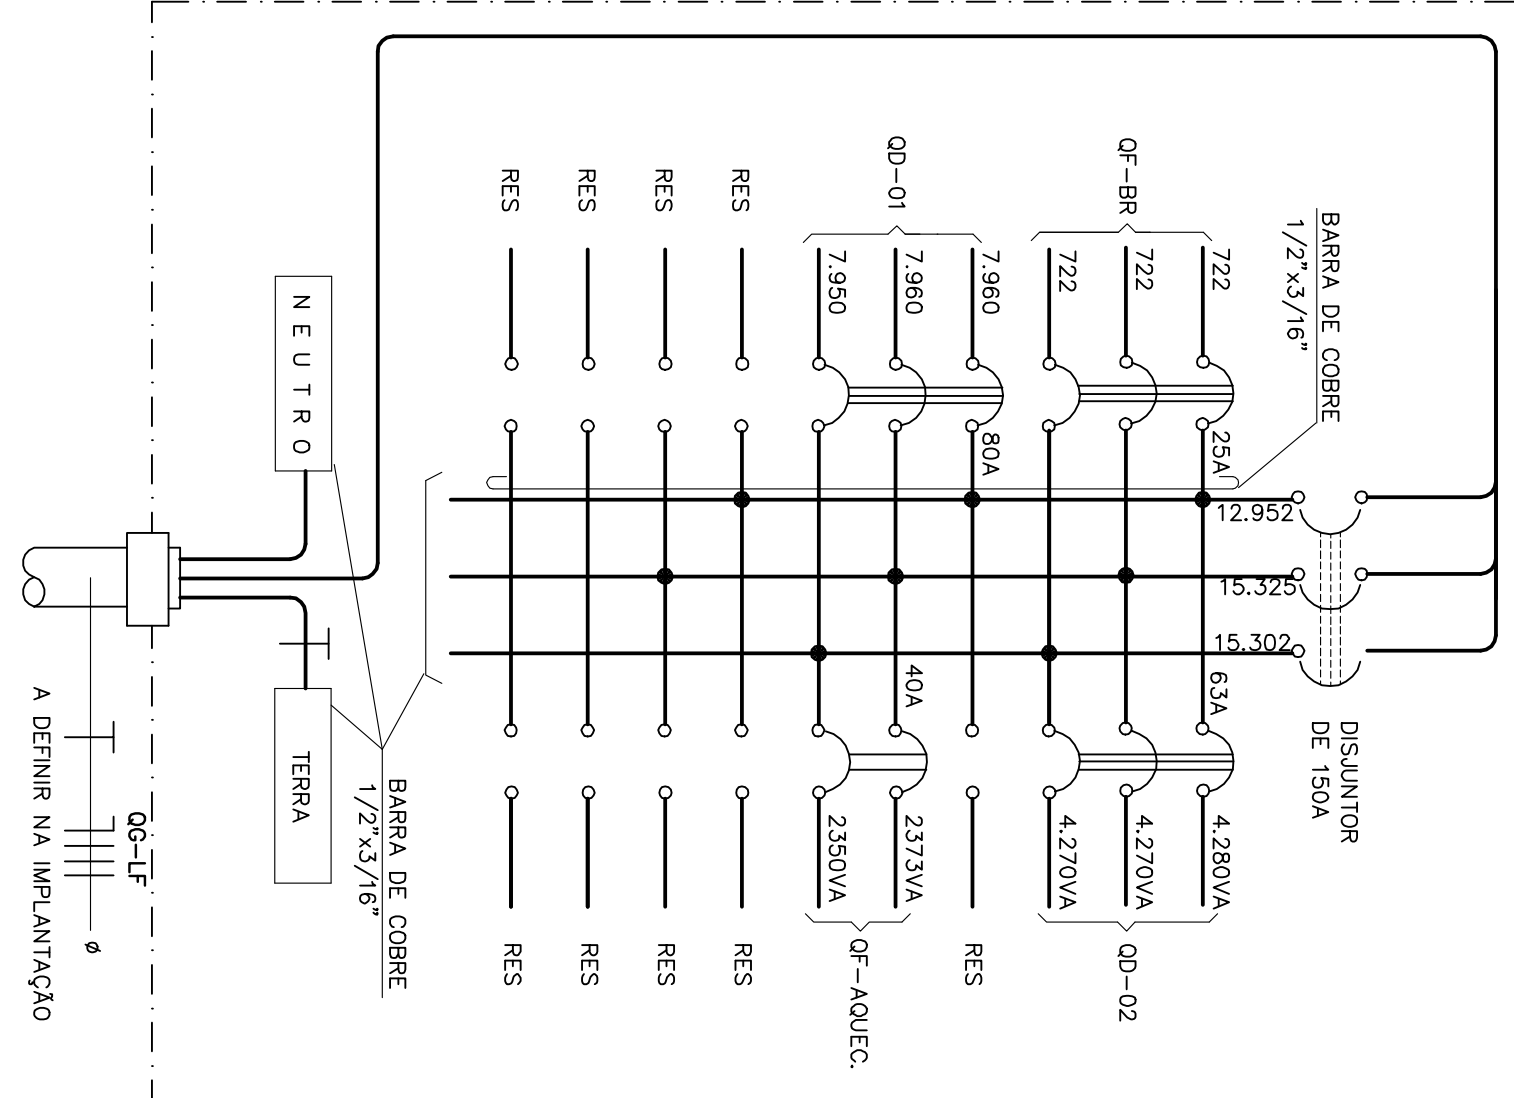 BARRA DE COBRE
1/2"x3/16"
DISJUNTOR
DE 150A
12.952
15.325
15.302
QF-BR
722
722
722
25A
63A
4.280VA
4.270VA
4.270VA
QD-02
QD-01
7.960
7.960
7.950
80A
40A
2373VA
2350VA
QF-AQUEC.
RES
RES
RES
RES
RES
RES
RES
RES
RES
BARRA DE COBRE
1/2"x3/16"
NEUTRO
TERRA
QG-LF
ø
A DEFINIR NA IMPLANTAÇÃO